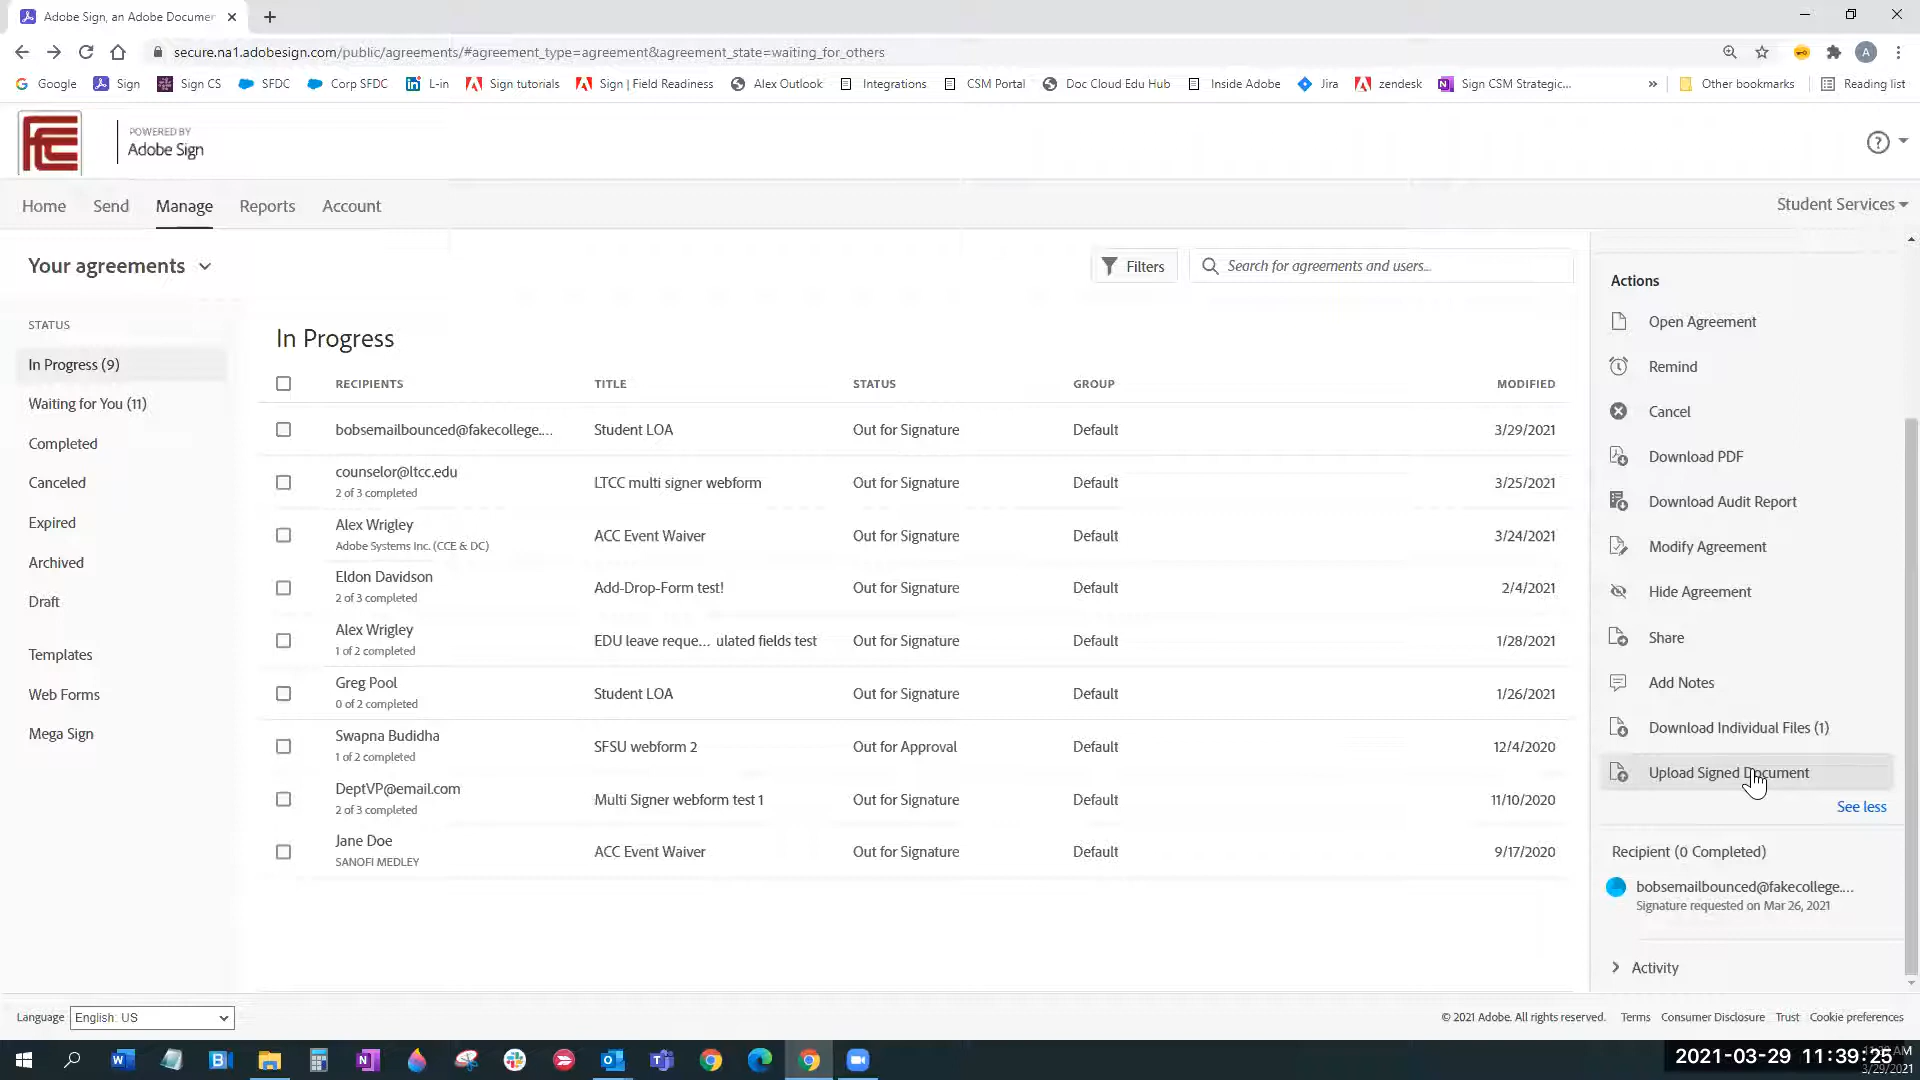 Adobe Sign, an Adobe Documen
secure.na1.adobesign.com/public/agreements/#agreement_type=agreement&agreement_state=waiting_for_others
A
Google Sign Sign CS SFDC Corp SFDC L-in Sign tutorials Sign | Field Readiness Alex Outlook Integrations CSM Portal Doc Cloud Edu Hub Inside Adobe Jira zendesk Sign CSM Strategic... » Other bookmarks Reading list
POWERED BY
Adobe Sign
Home Send Manage Reports Account Student Services
Your agreements
Filters
Search for agreements and users...
STATUS
In Progress (9)
Waiting for You (11)
Completed
Canceled
Expired
Archived
Draft
Templates
Web Forms
Mega Sign
In Progress
RECIPIENTS TITLE STATUS GROUP MODIFIED
bobsemailbounced@fakecollege.... Student LOA Out for Signature Default 3/29/2021
counselor@ltcc.edu LTCC multi signer webform Out for Signature Default 3/25/2021
2 of 3 completed
Alex Wrigley ACC Event Waiver Out for Signature Default 3/24/2021
Adobe Systems Inc. (CCE & DC)
Eldon Davidson Add-Drop-Form test! Out for Signature Default 2/4/2021
2 of 3 completed
Alex Wrigley EDU leave reque... ulated fields test Out for Signature Default 1/28/2021
1 of 2 completed
Greg Pool Student LOA Out for Signature Default 1/26/2021
0 of 2 completed
Swapna Budidha SFSU webform 2 Out for Approval Default 12/4/2020
1 of 2 completed
DeptVP@email.com Multi Signer webform test 1 Out for Signature Default 11/10/2020
2 of 3 completed
Jane Doe ACC Event Waiver Out for Signature Default 9/17/2020
SANOFI MEDLEY
Actions
Open Agreement
Remind
Cancel
Download PDF
Download Audit Report
Modify Agreement
Hide Agreement
Share
Add Notes
Download Individual Files (1)
Upload Signed Document
See less
Recipient (0 Completed)
bobsemailbounced@fakecollege....
Signature requested on Mar 26, 2021
Activity
Language English: US
© 2021 Adobe. All rights reserved. Terms Consumer Disclosure Trust Cookie preferences
2021-03-29 11:39:25
3/29/2021